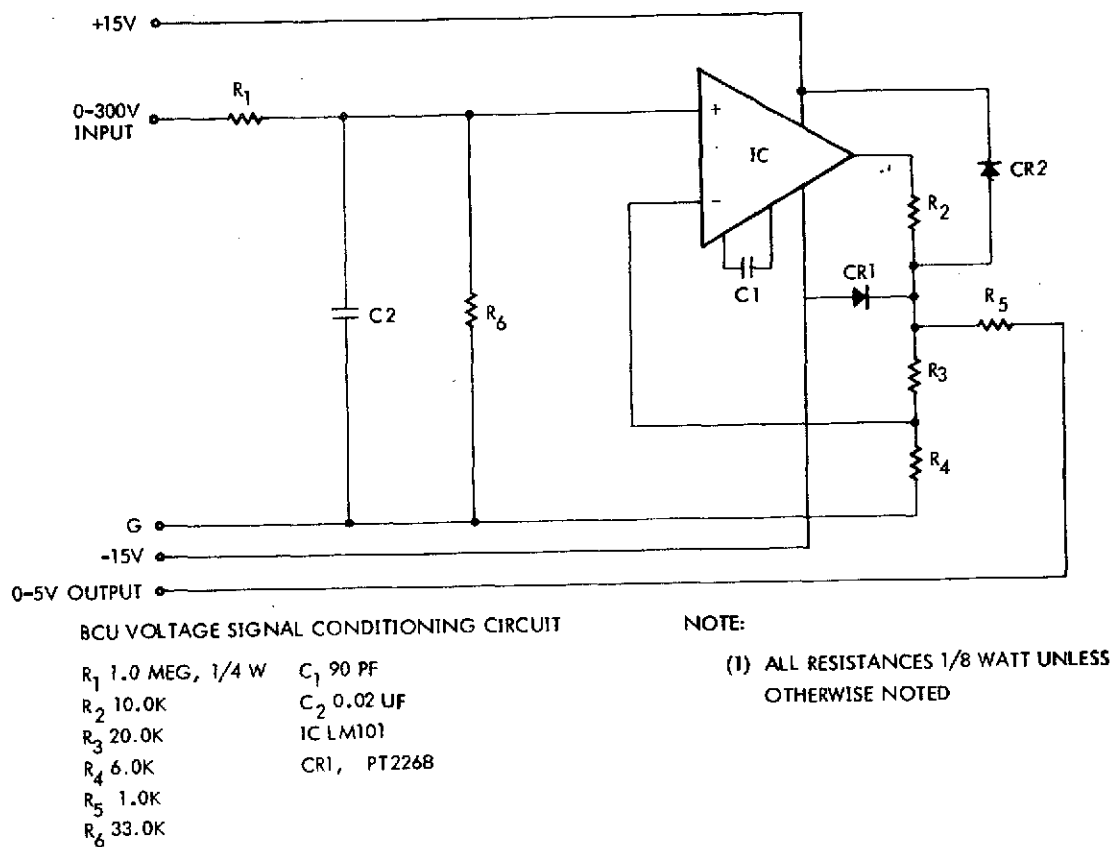 +15V
R1
0-300V
INPUT
+
IC
CR2
−
R2
C1
CR1
R5
C2
R6
R3
R4
G
-15V
0-5V OUTPUT
BCU VOLTAGE SIGNAL CONDITIONING CIRCUIT
R1 1.0 MEG, 1/4 W
R2 10.0K
R3 20.0K
R4 6.0K
R5 1.0K
R6 33.0K
C1 90 PF
C2 0.02 UF
IC LM101
CR1, PT2268
NOTE:
(1) ALL RESISTANCES 1/8 WATT UNLESS
OTHERWISE NOTED